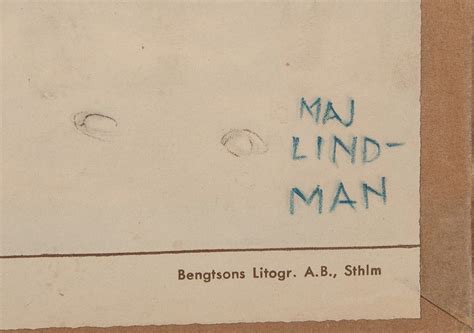 MAJ
LIND-
MAN
Bengtsons Litogr. A.B., Sthlm